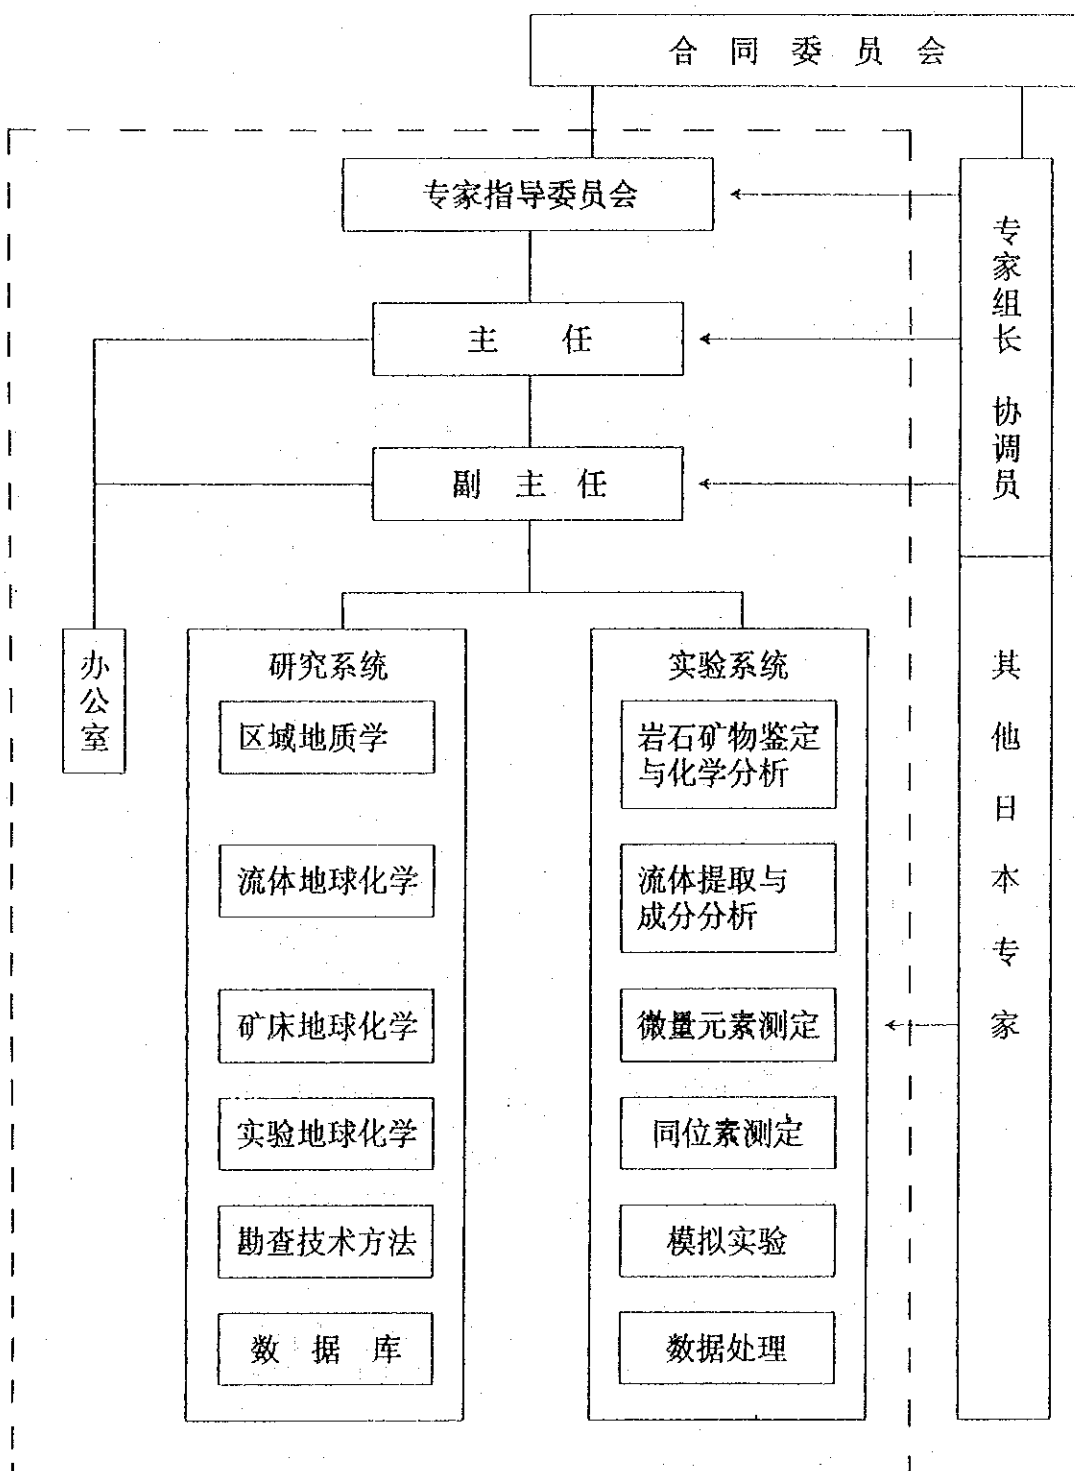 合同委员会
专家指导委员会
主任
副主任
专家组长 协调员
办公室
研究系统
区域地质学
流体地球化学
矿床地球化学
实验地球化学
勘查技术方法
数据库
实验系统
岩石矿物鉴定
与化学分析
流体提取与
成分分析
微量元素测定
同位素测定
模拟实验
数据处理
其他日本专家